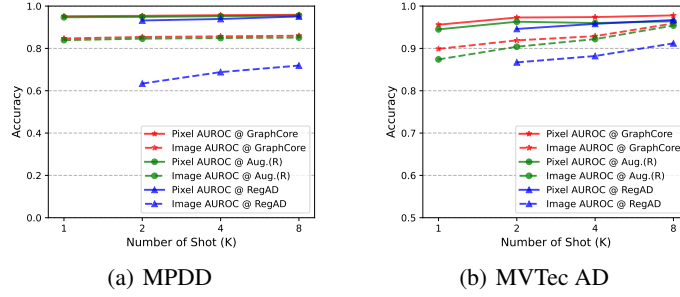 1.0
0.8
0.6
0.4
0.2
0.0
Accuracy
Pixel AUROC @ GraphCore
Image AUROC @ GraphCore
Pixel AUROC @ Aug.(R)
Image AUROC @ Aug.(R)
Pixel AUROC @ RegAD
Image AUROC @ RegAD
1 2 4 8
Number of Shot (K)
(a) MPDD
1.0
0.9
0.8
0.7
0.6
0.5
Accuracy
Pixel AUROC @ GraphCore
Image AUROC @ GraphCore
Pixel AUROC @ Aug.(R)
Image AUROC @ Aug.(R)
Pixel AUROC @ RegAD
Image AUROC @ RegAD
1 2 4 8
Number of Shot (K)
(b) MVTec AD